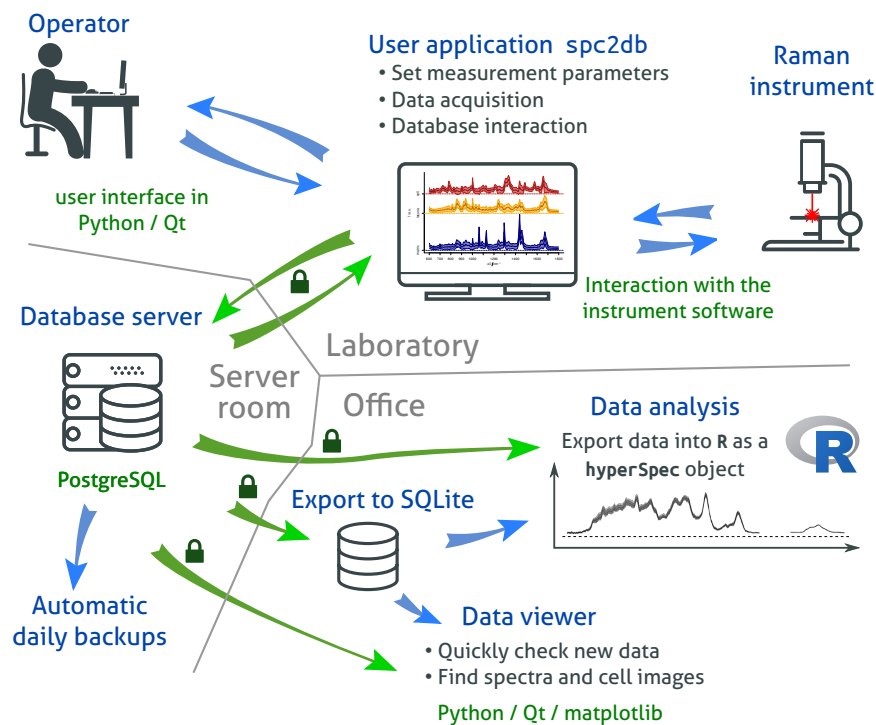 Operator
user interface in
Python / Qt
User application spc2db
• Set measurement parameters
• Data acquisition
• Database interaction
Raman
instrument
Interaction with the
instrument software
Database server
PostgreSQL
Laboratory
Server
room
Office
Data analysis
Export data into R as a
hyperSpec object
R
Export to SQLite
Automatic
daily backups
Data viewer
• Quickly check new data
• Find spectra and cell images
Python / Qt / matplotlib